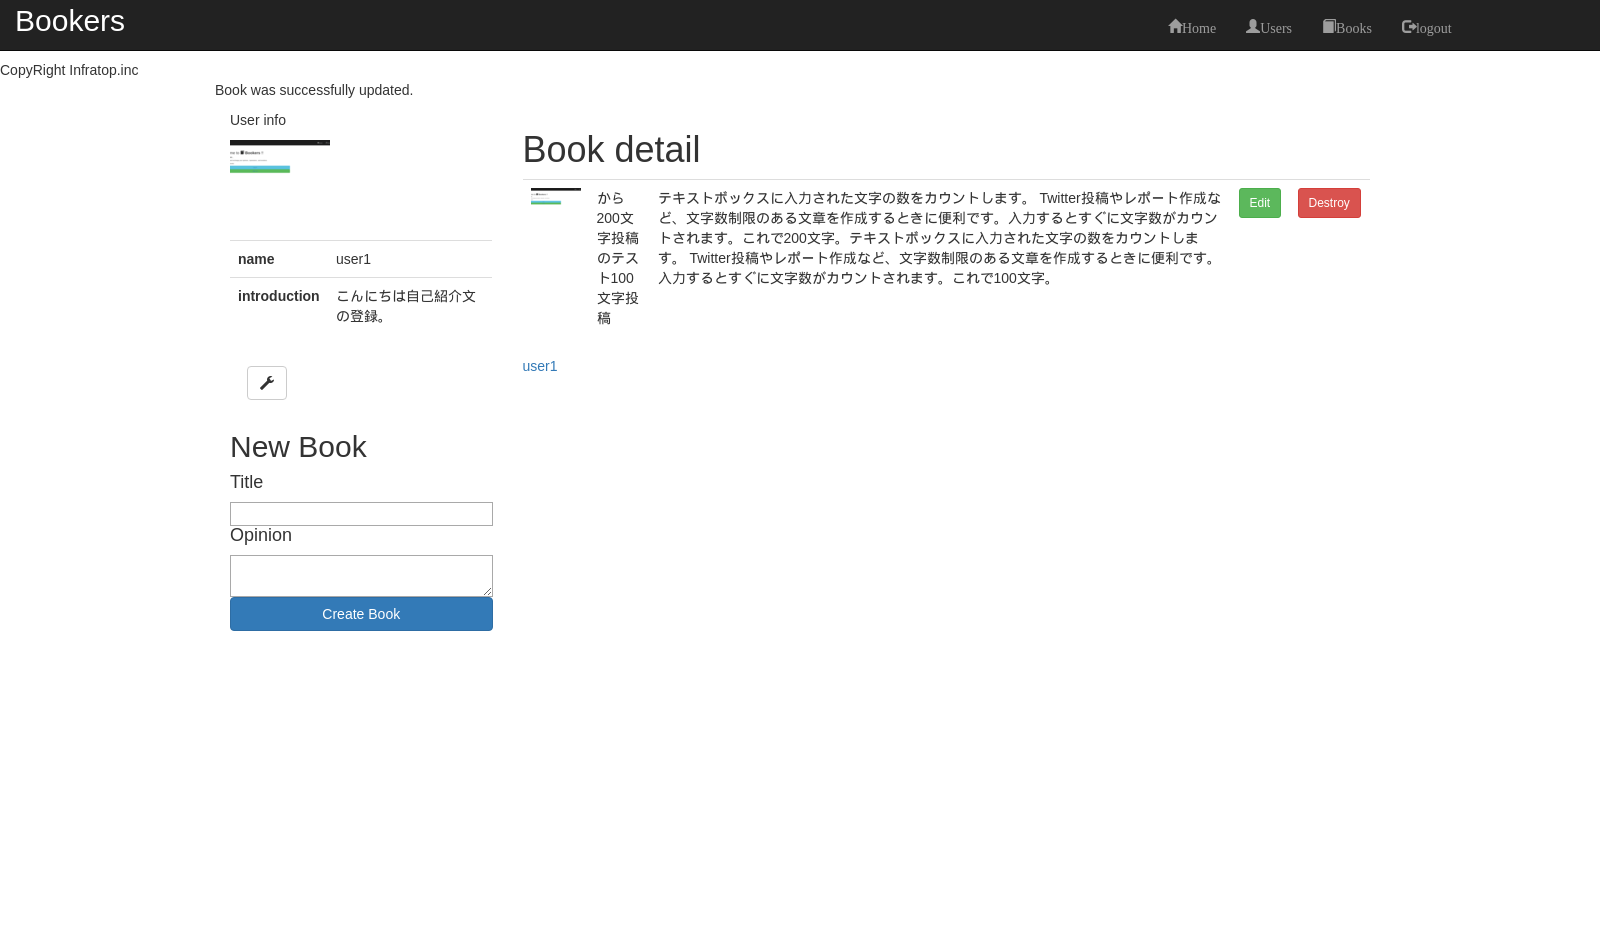 Bookers
Home Users Books logout
CopyRight Infratop.inc
Book was successfully updated.
User info
name user1
introduction こんにちは自己紹介文
の登録。
New Book
Title
Opinion
Create Book
Book detail
から
200文
字投稿
のテス
ト100
文字投
稿
テキストボックスに入力された文字の数をカウントします。 Twitter投稿やレポート作成な
ど、文字数制限のある文章を作成するときに便利です。入力するとすぐに文字数がカウン
トされます。これで200文字。テキストボックスに入力された文字の数をカウントしま
す。 Twitter投稿やレポート作成など、文字数制限のある文章を作成するときに便利です。
入力するとすぐに文字数がカウントされます。これで100文字。
Edit Destroy
user1